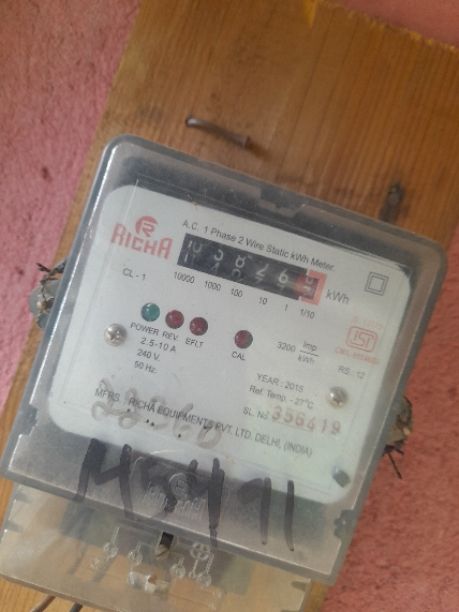 RICHA
A.C. 1 Phase 2 Wire Static kWh Meter
kWh
CL - 1
10000 1000 100 10 1 1/10
POWER REV. EFLT
CAL
3200 imp/kWh
2.5-10 A
240 V.
50 Hz.
RS : 12
YEAR : 2015
Ref. Temp. - 27°C
SL. No 356419
MFRS : RICHA EQUIPMENTS PVT. LTD. DELHI, (INDIA)